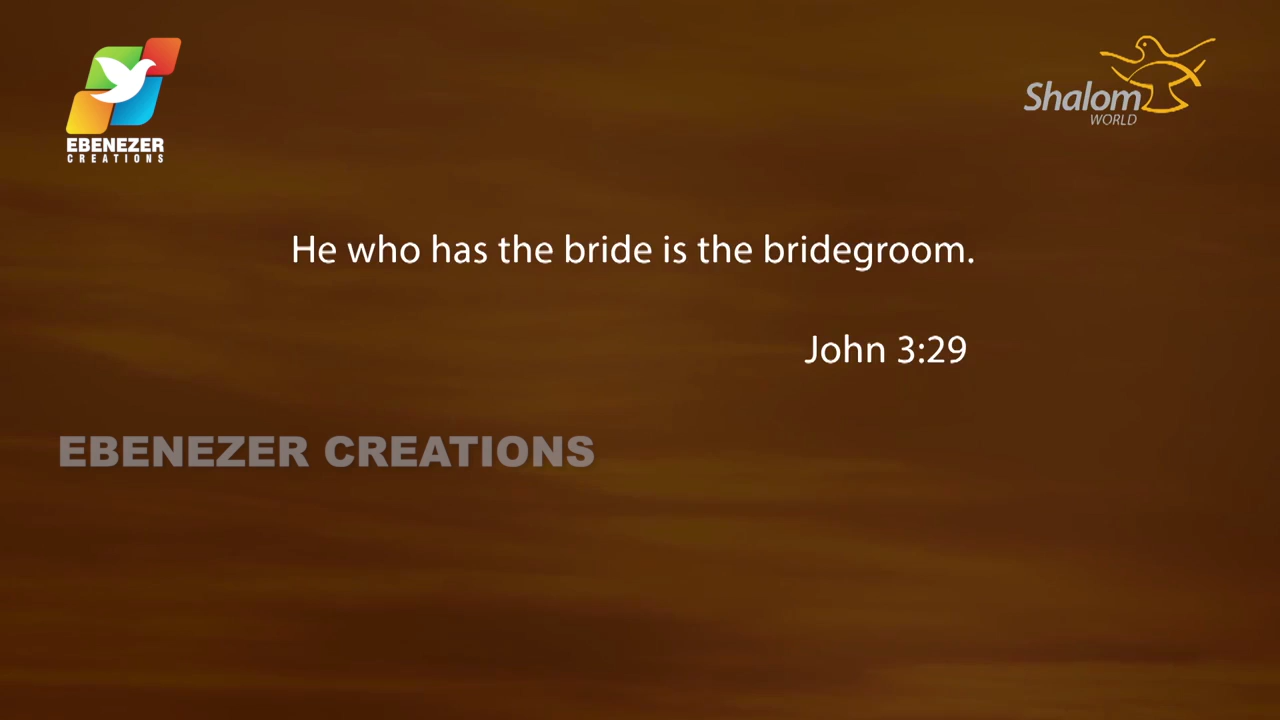 EBENEZER
CREATIONS
Shalom
WORLD
He who has the bride is the bridegroom.
John 3:29
EBENEZER CREATIONS